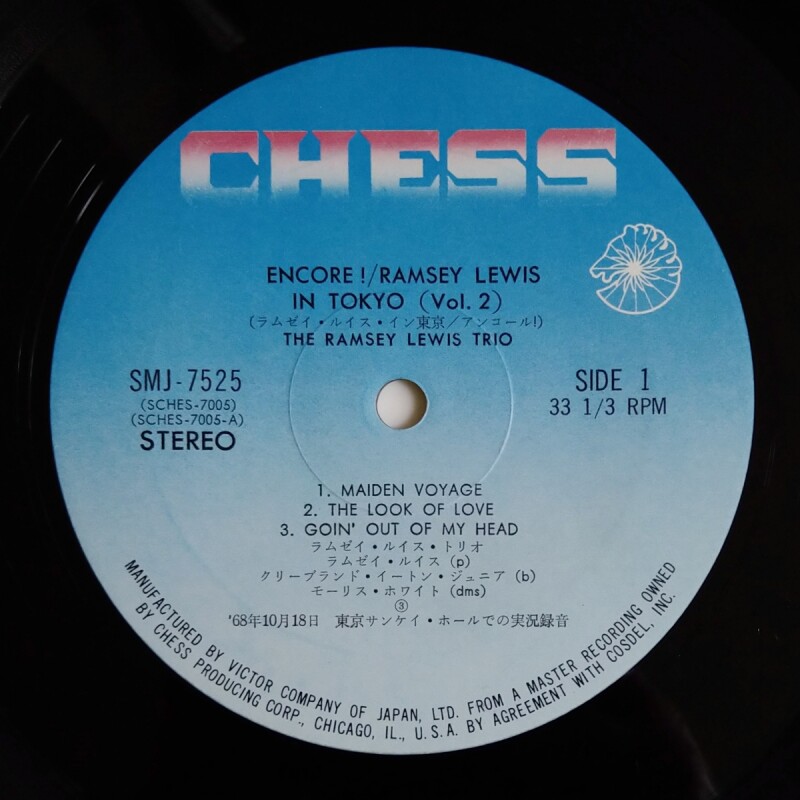 CHESS
ENCORE!/RAMSEY LEWIS
IN TOKYO (Vol. 2)
(ラムゼイ・ルイス・イン東京/アンコール!)
THE RAMSEY LEWIS TRIO
SMJ-7525
(SCHES-7005)
(SCHES-7005-A)
STEREO
SIDE 1
33 1/3 RPM
1. MAIDEN VOYAGE
2. THE LOOK OF LOVE
3. GOIN' OUT OF MY HEAD
ラムゼイ・ルイス・トリオ
ラムゼイ・ルイス (p)
クリーブランド・イートン・ジュニア (b)
モーリス・ホワイト (dms)
③
'68年10月18日 東京サンケイ・ホールでの実況録音
MANUFACTURED BY VICTOR COMPANY OF JAPAN, LTD. FROM A MASTER RECORDING OWNED
BY CHESS PRODUCING CORP., CHICAGO, IL., U.S.A. BY AGREEMENT WITH COSDEL, INC.